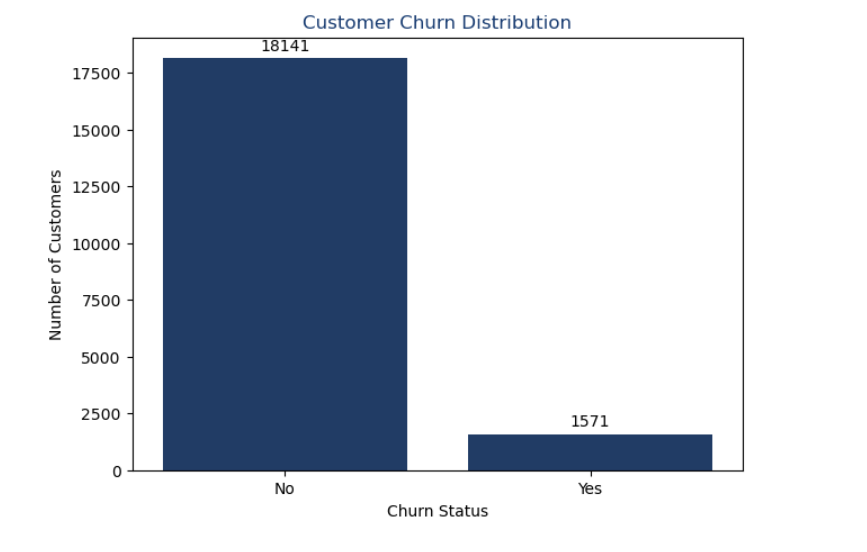 Customer Churn Distribution
18141
17500
15000
12500
10000
7500
5000
2500
0
1571
Number of Customers
No
Yes
Churn Status